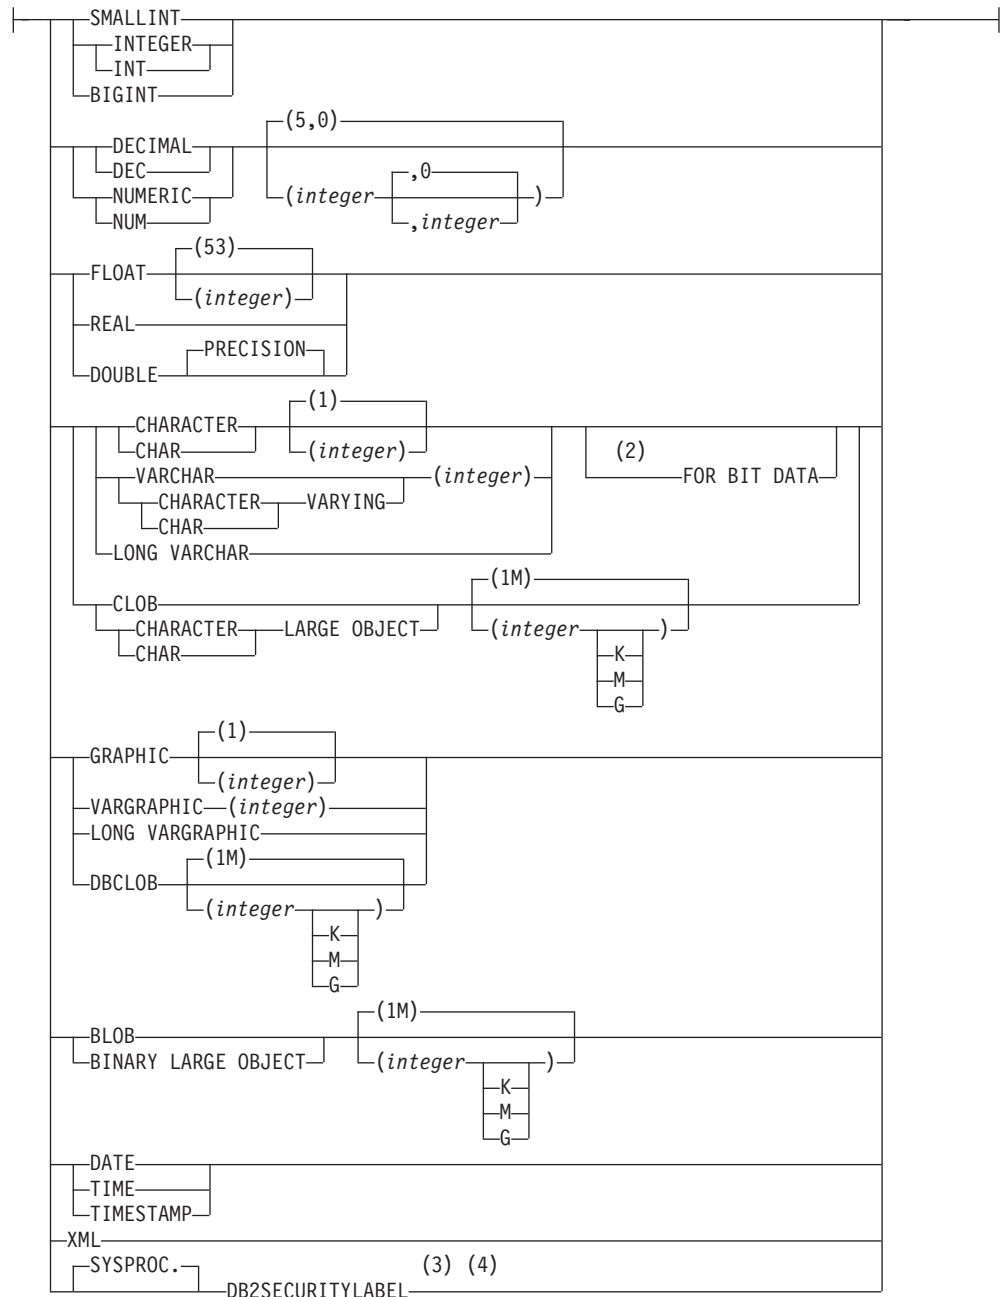 SMALLINT
INTEGER
INT
BIGINT
(5,0)
DECIMAL
DEC
,0
NUMERIC (integer )
NUM ,integer
(53)
FLOAT
(integer)
REAL
PRECISION
DOUBLE
(1)
CHARACTER
CHAR (integer) (2)
VARCHAR (integer) FOR BIT DATA
CHARACTER VARYING
CHAR
LONG VARCHAR
(1M)
CLOB
CHARACTER LARGE OBJECT (integer )
CHAR K
M
G
(1)
GRAPHIC
(integer)
VARGRAPHIC (integer)
LONG VARGRAPHIC
(1M)
DBCLOB
(integer )
K
M
G
(1M)
BLOB
BINARY LARGE OBJECT (integer )
K
M
G
DATE
TIME
TIMESTAMP
XML
SYSPROC. (3) (4)
DB2SECURITYLABEL